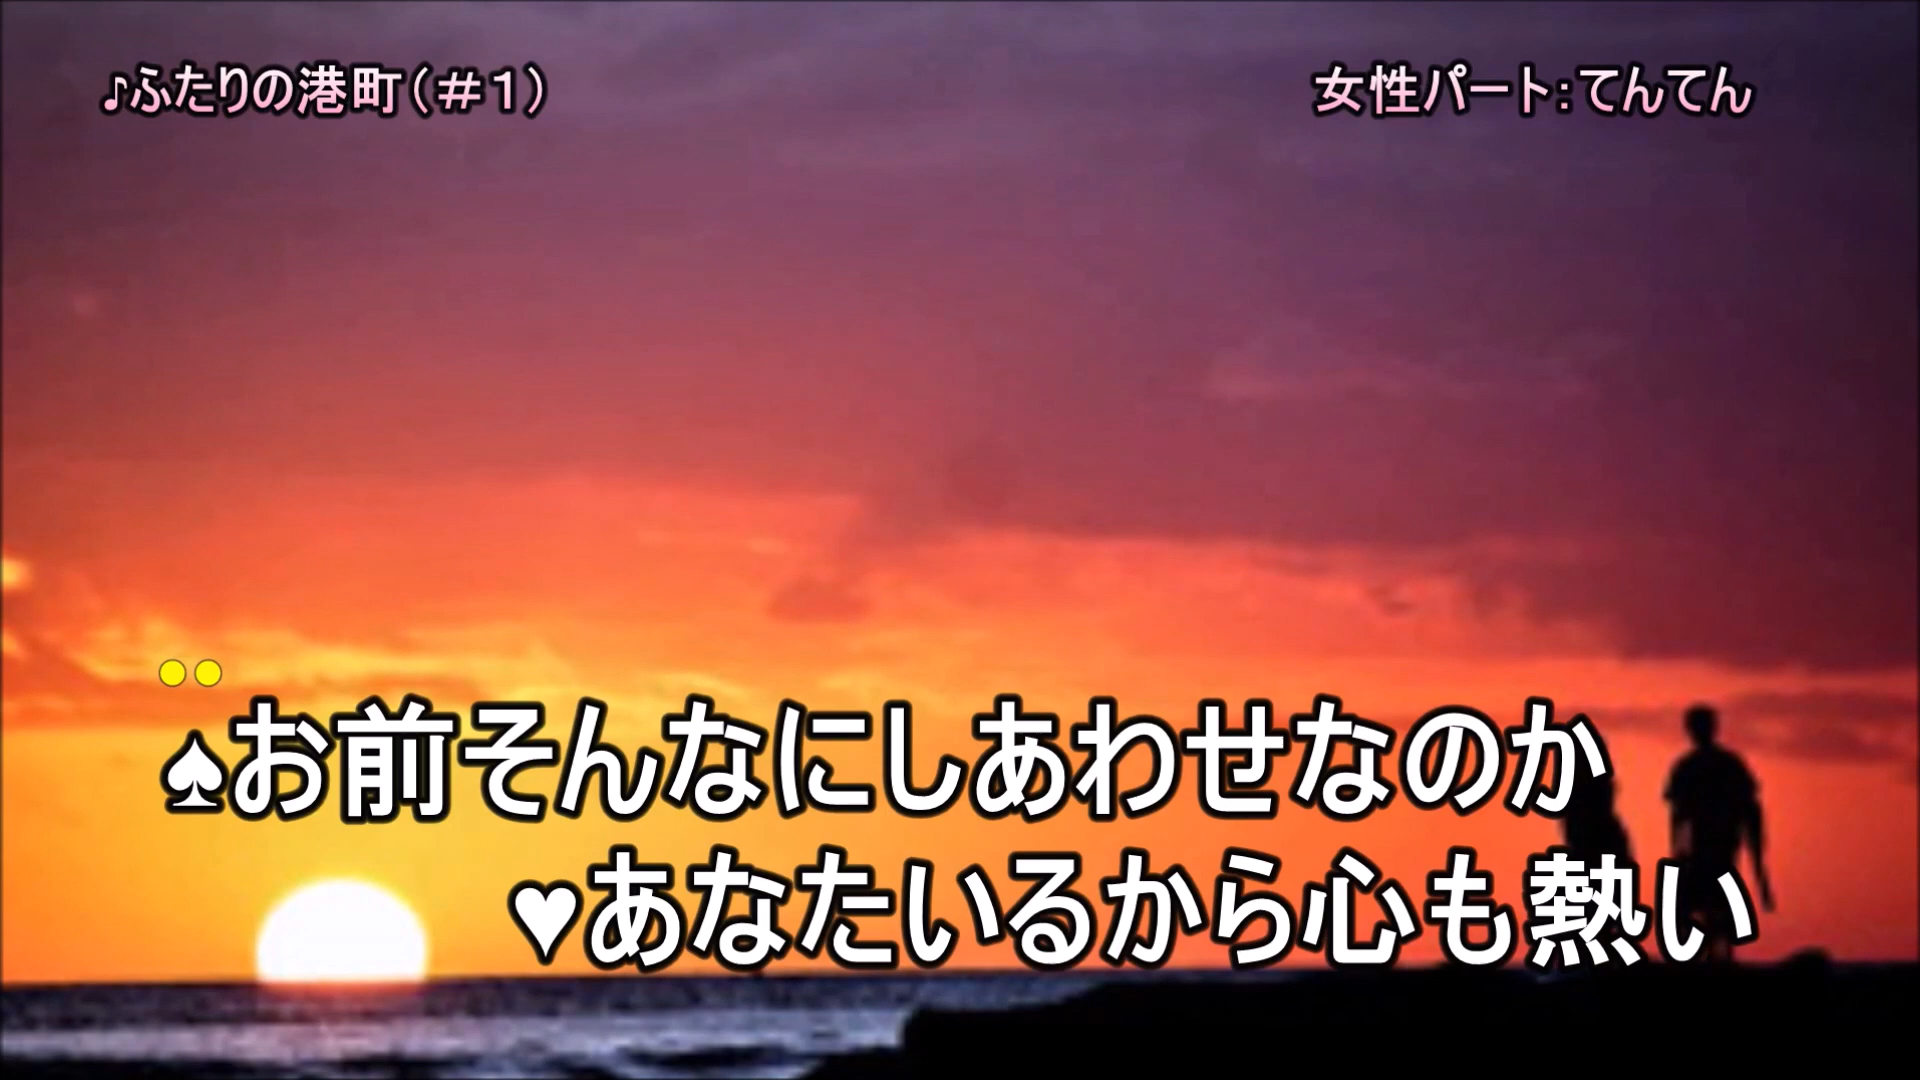 ♪ふたりの港町(＃1)
女性パート:てんてん
♠お前そんなにしあわせなのか
♥あなたいるから心も熱い